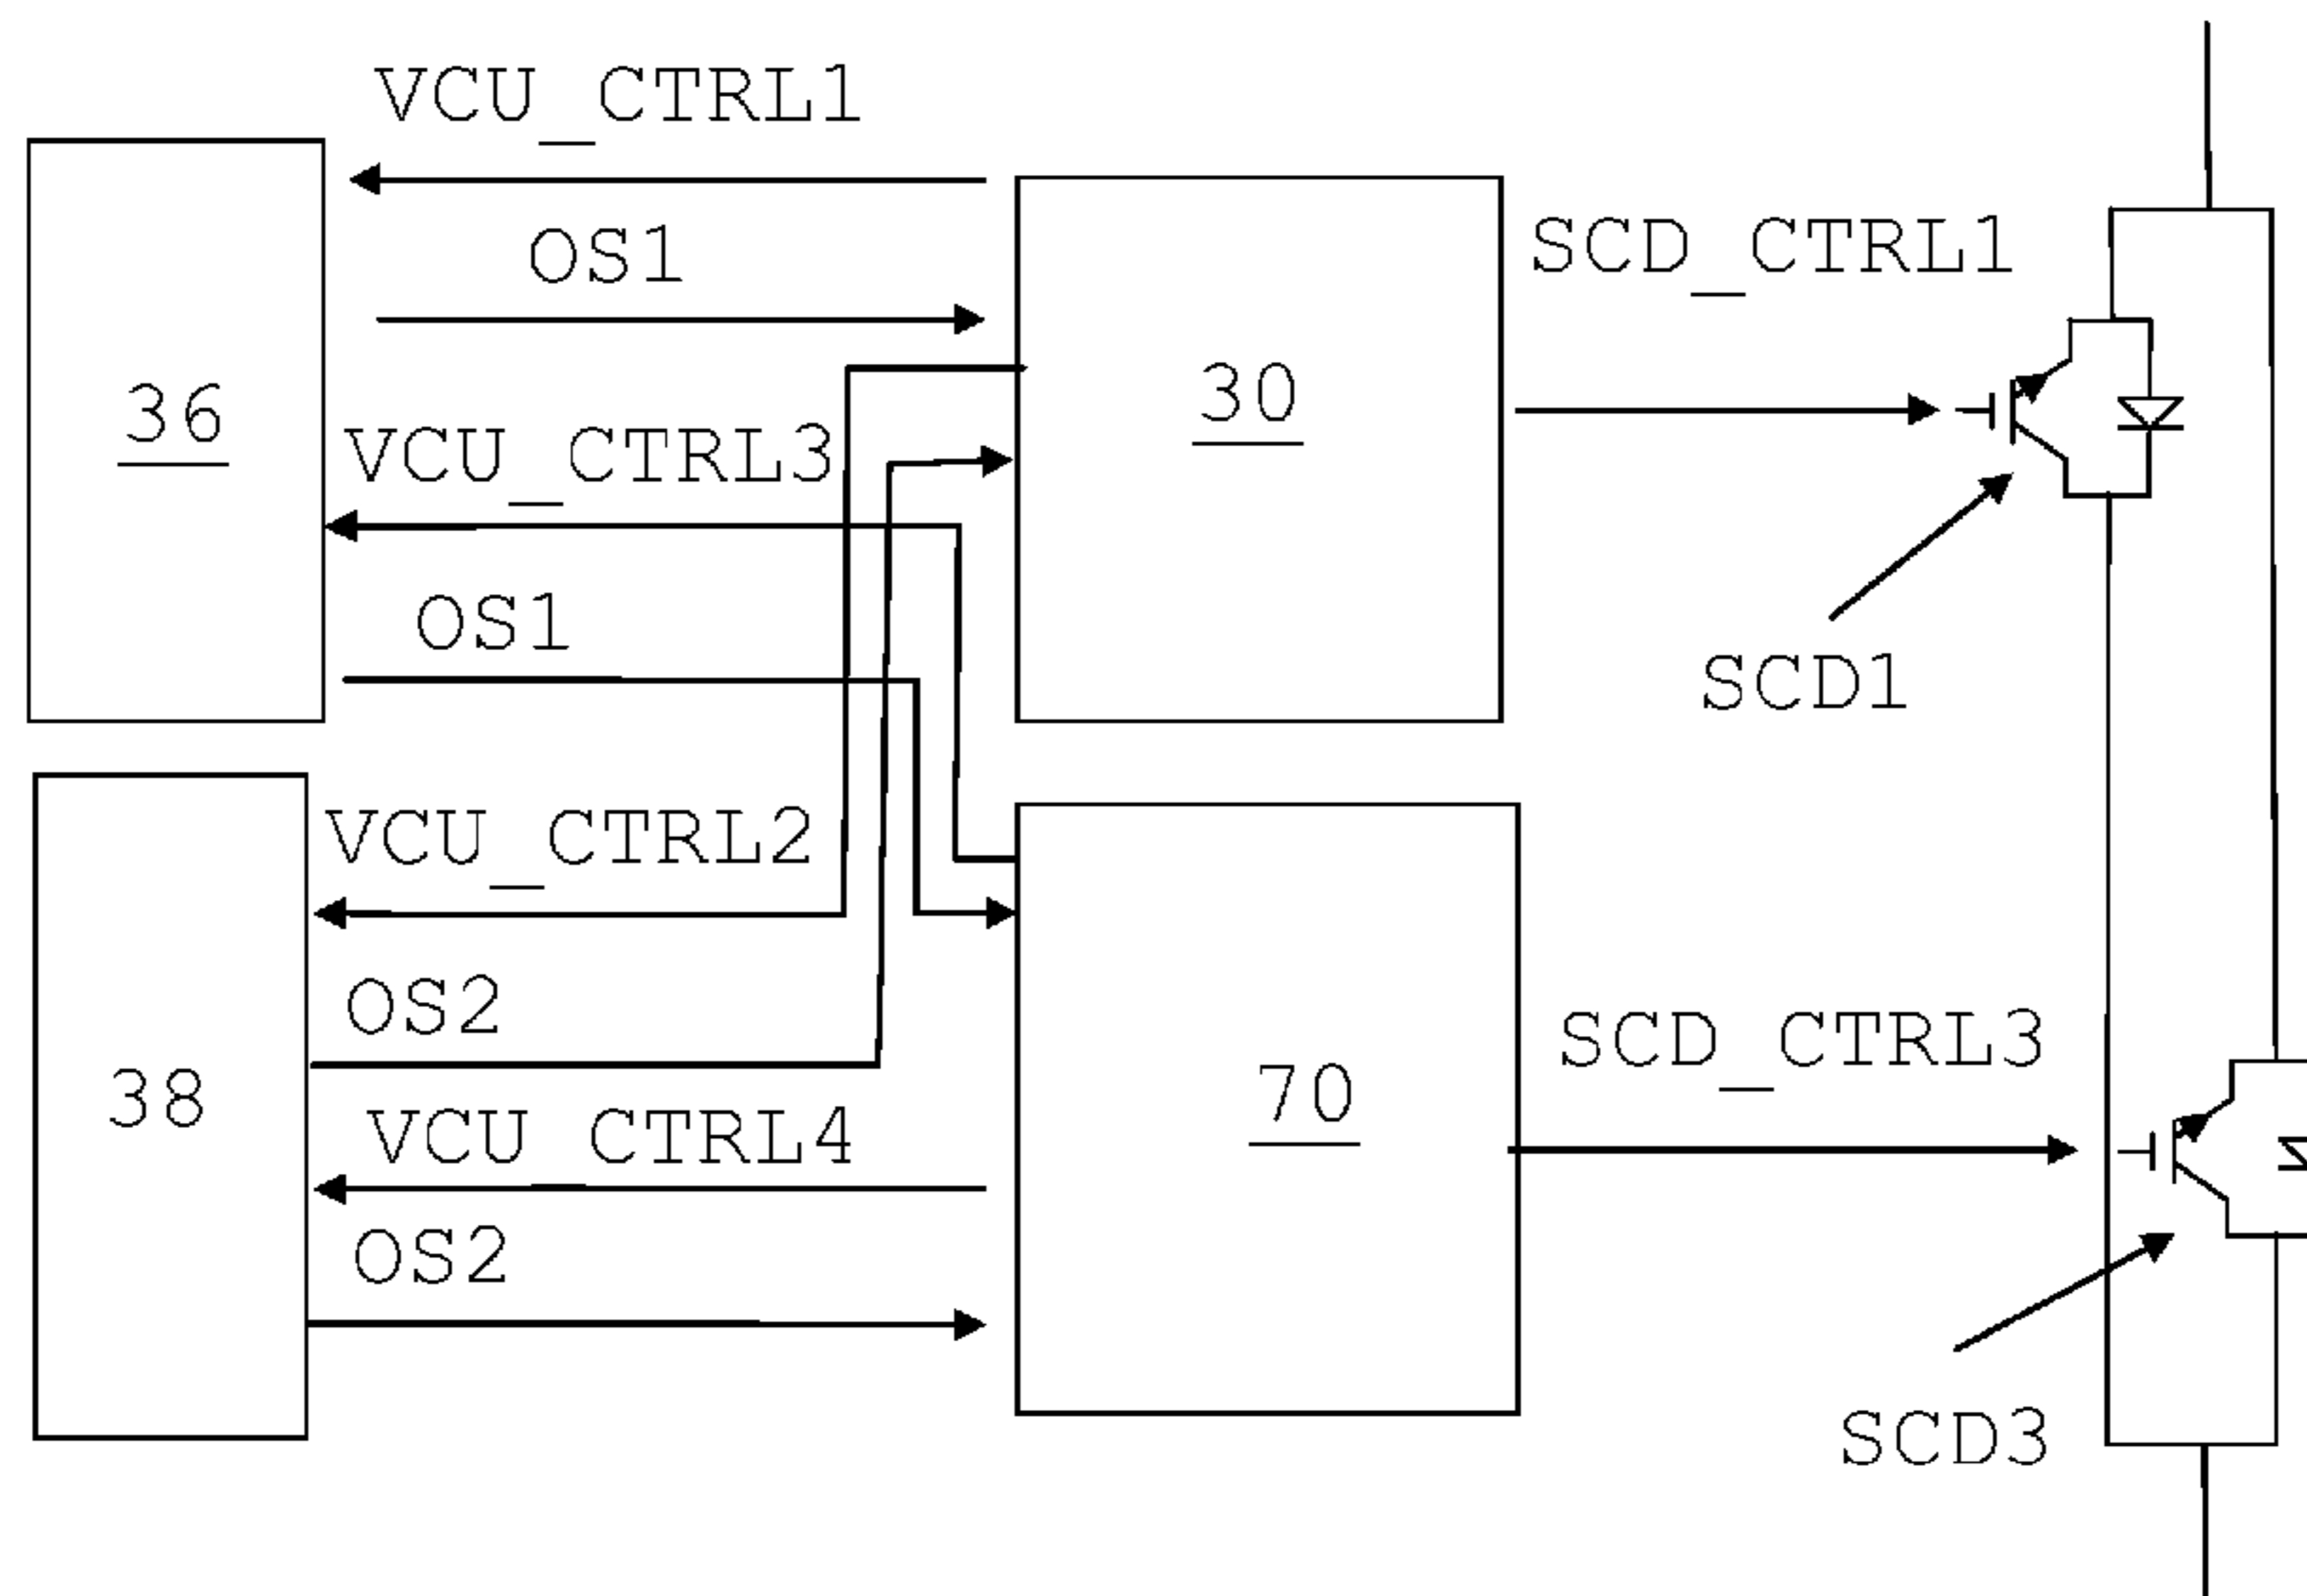 VCU_CTRL1
OS1
SCD_CTRL1
36
30
VCU_CTRL3
OS1
SCD1
VCU_CTRL2
OS2
SCD_CTRL3
38
70
VCU_CTRL4
OS2
SCD3